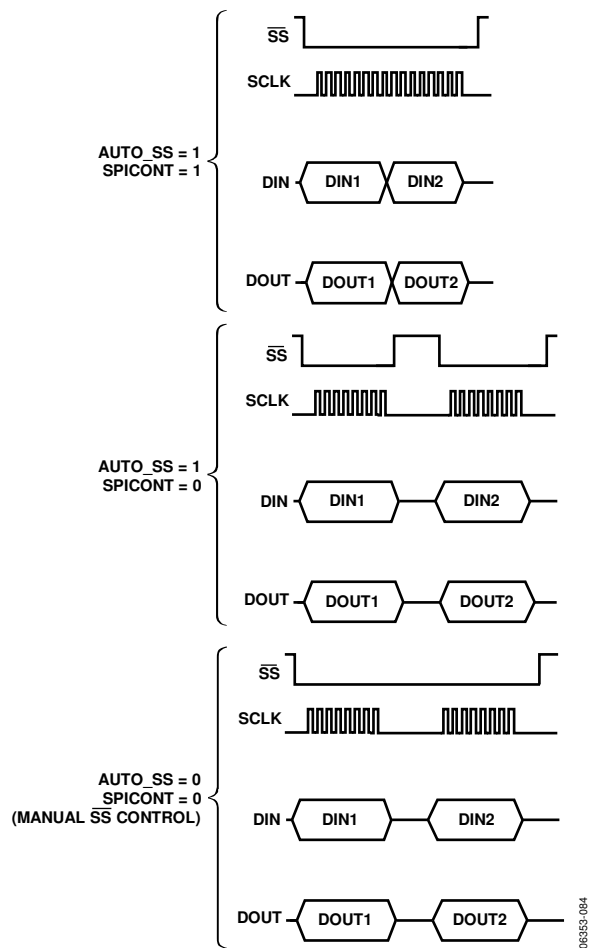 SS
SCLK
AUTO_SS = 1
SPICONT = 1
DIN
DIN1
DIN2
DOUT
DOUT1
DOUT2
SS
SCLK
AUTO_SS = 1
SPICONT = 0
DIN
DIN1
DIN2
DOUT
DOUT1
DOUT2
SS
SCLK
AUTO_SS = 0
SPICONT = 0
(MANUAL SS CONTROL)
DIN
DIN1
DIN2
DOUT
DOUT1
DOUT2
06353-084